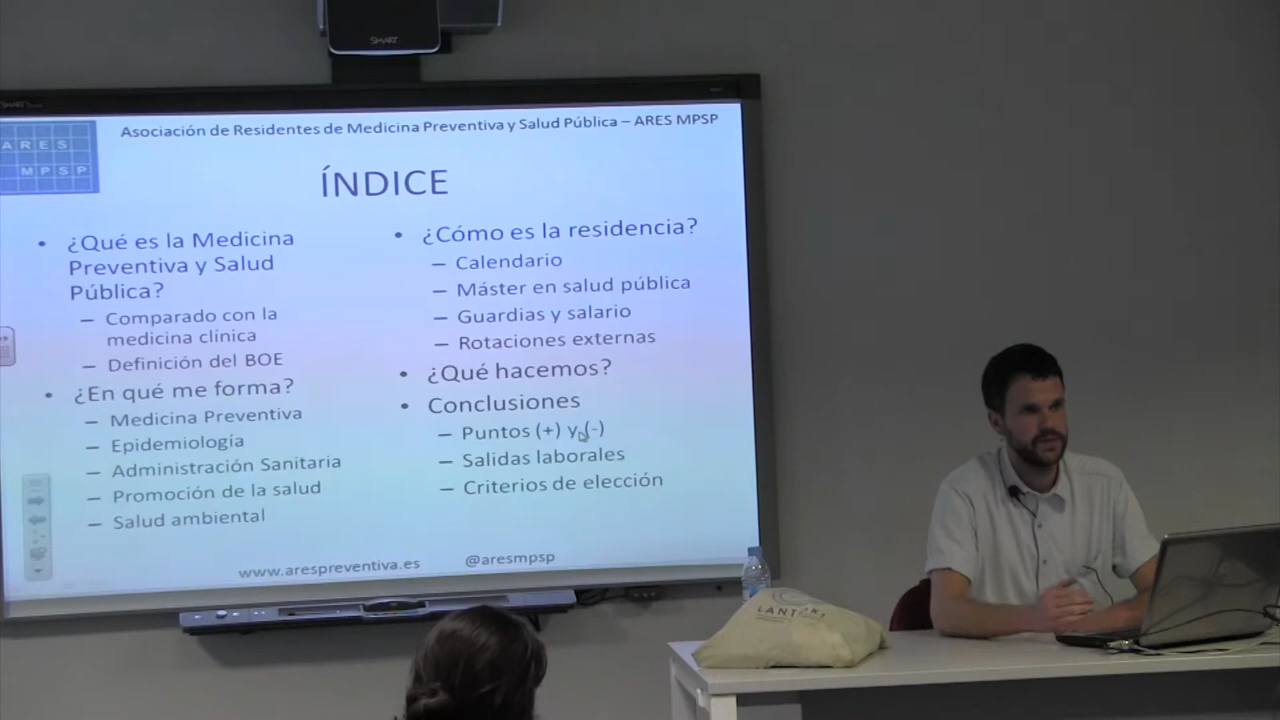 SMART
SMART
Asociación de Residentes de Medicina Preventiva y Salud Pública – ARES MPSP
ARES
MPSP
ÍNDICE
• ¿Qué es la Medicina
Preventiva y Salud
Pública?
– Comparado con la
medicina clínica
– Definición del BOE
• ¿En qué me forma?
– Medicina Preventiva
– Epidemiología
– Administración Sanitaria
– Promoción de la salud
– Salud ambiental
• ¿Cómo es la residencia?
– Calendario
– Máster en salud pública
– Guardias y salario
– Rotaciones externas
• ¿Qué hacemos?
• Conclusiones
– Puntos (+) y (-)
– Salidas laborales
– Criterios de elección
www.arespreventiva.es @aresmpsp